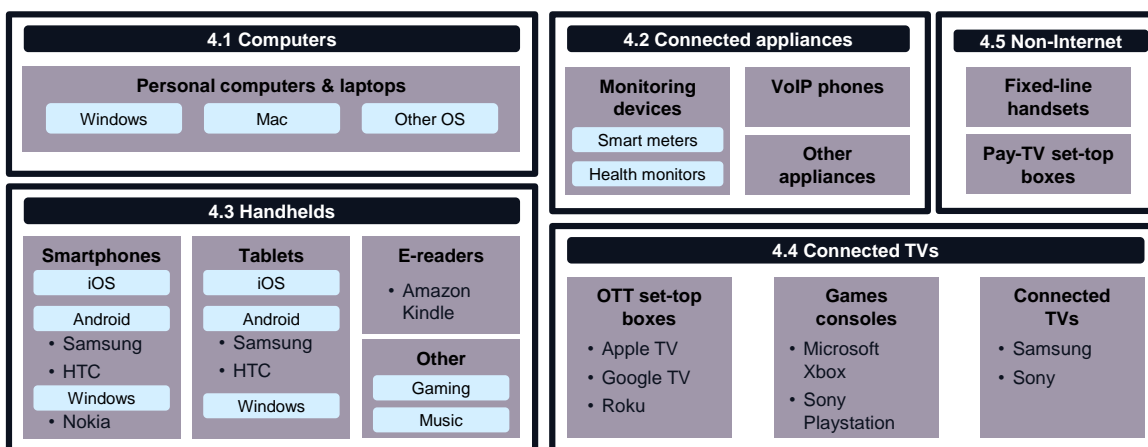 4.1 Computers
Personal computers & laptops
Windows
Mac
Other OS
4.2 Connected appliances
Monitoring
devices
Smart meters
Health monitors
VoIP phones
Other
appliances
4.5 Non-Internet
Fixed-line
handsets
Pay-TV set-top
boxes
4.3 Handhelds
Smartphones
iOS
Android
• Samsung
• HTC
Windows
• Nokia
Tablets
iOS
Android
• Samsung
• HTC
Windows
E-readers
• Amazon
Kindle
Other
Gaming
Music
4.4 Connected TVs
OTT set-top
boxes
• Apple TV
• Google TV
• Roku
Games
consoles
• Microsoft
Xbox
• Sony
Playstation
Connected
TVs
• Samsung
• Sony